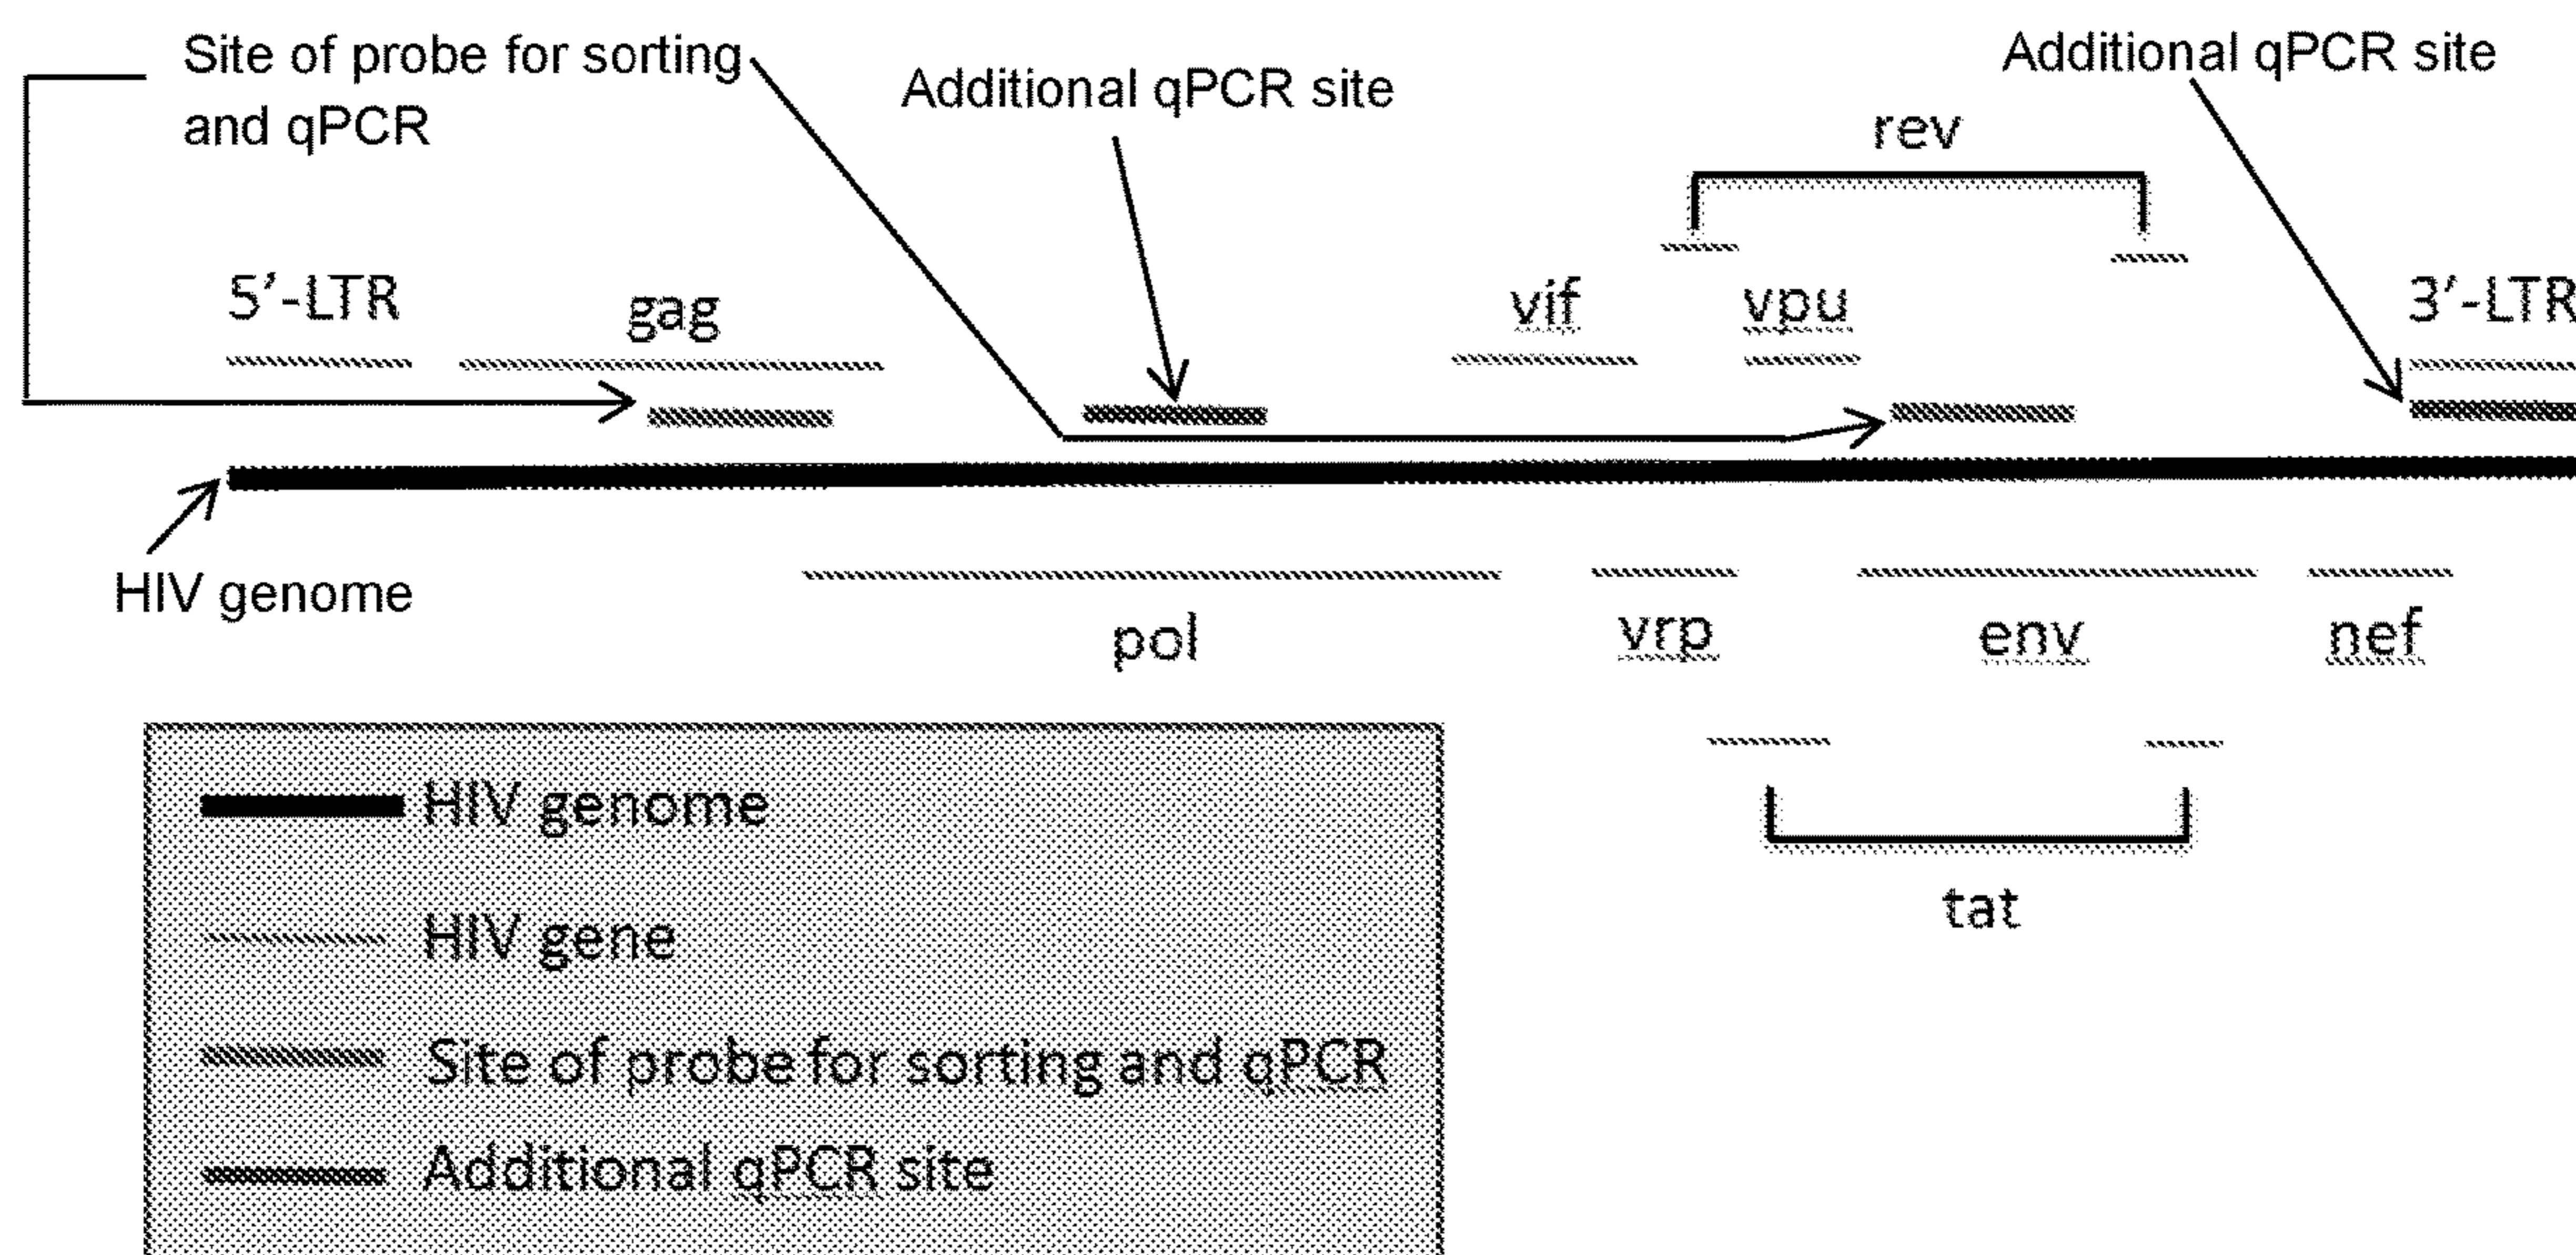 Site of probe for sorting
and qPCR
Additional qPCR site
Additional qPCR site
rev
5’-LTR
gag
vif
vpu
3’-LTR
HIV genome
pol
vrp
env
nef
tat
HIV genome
HIV gene
Site of probe for sorting and qPCR
Additional qPCR site